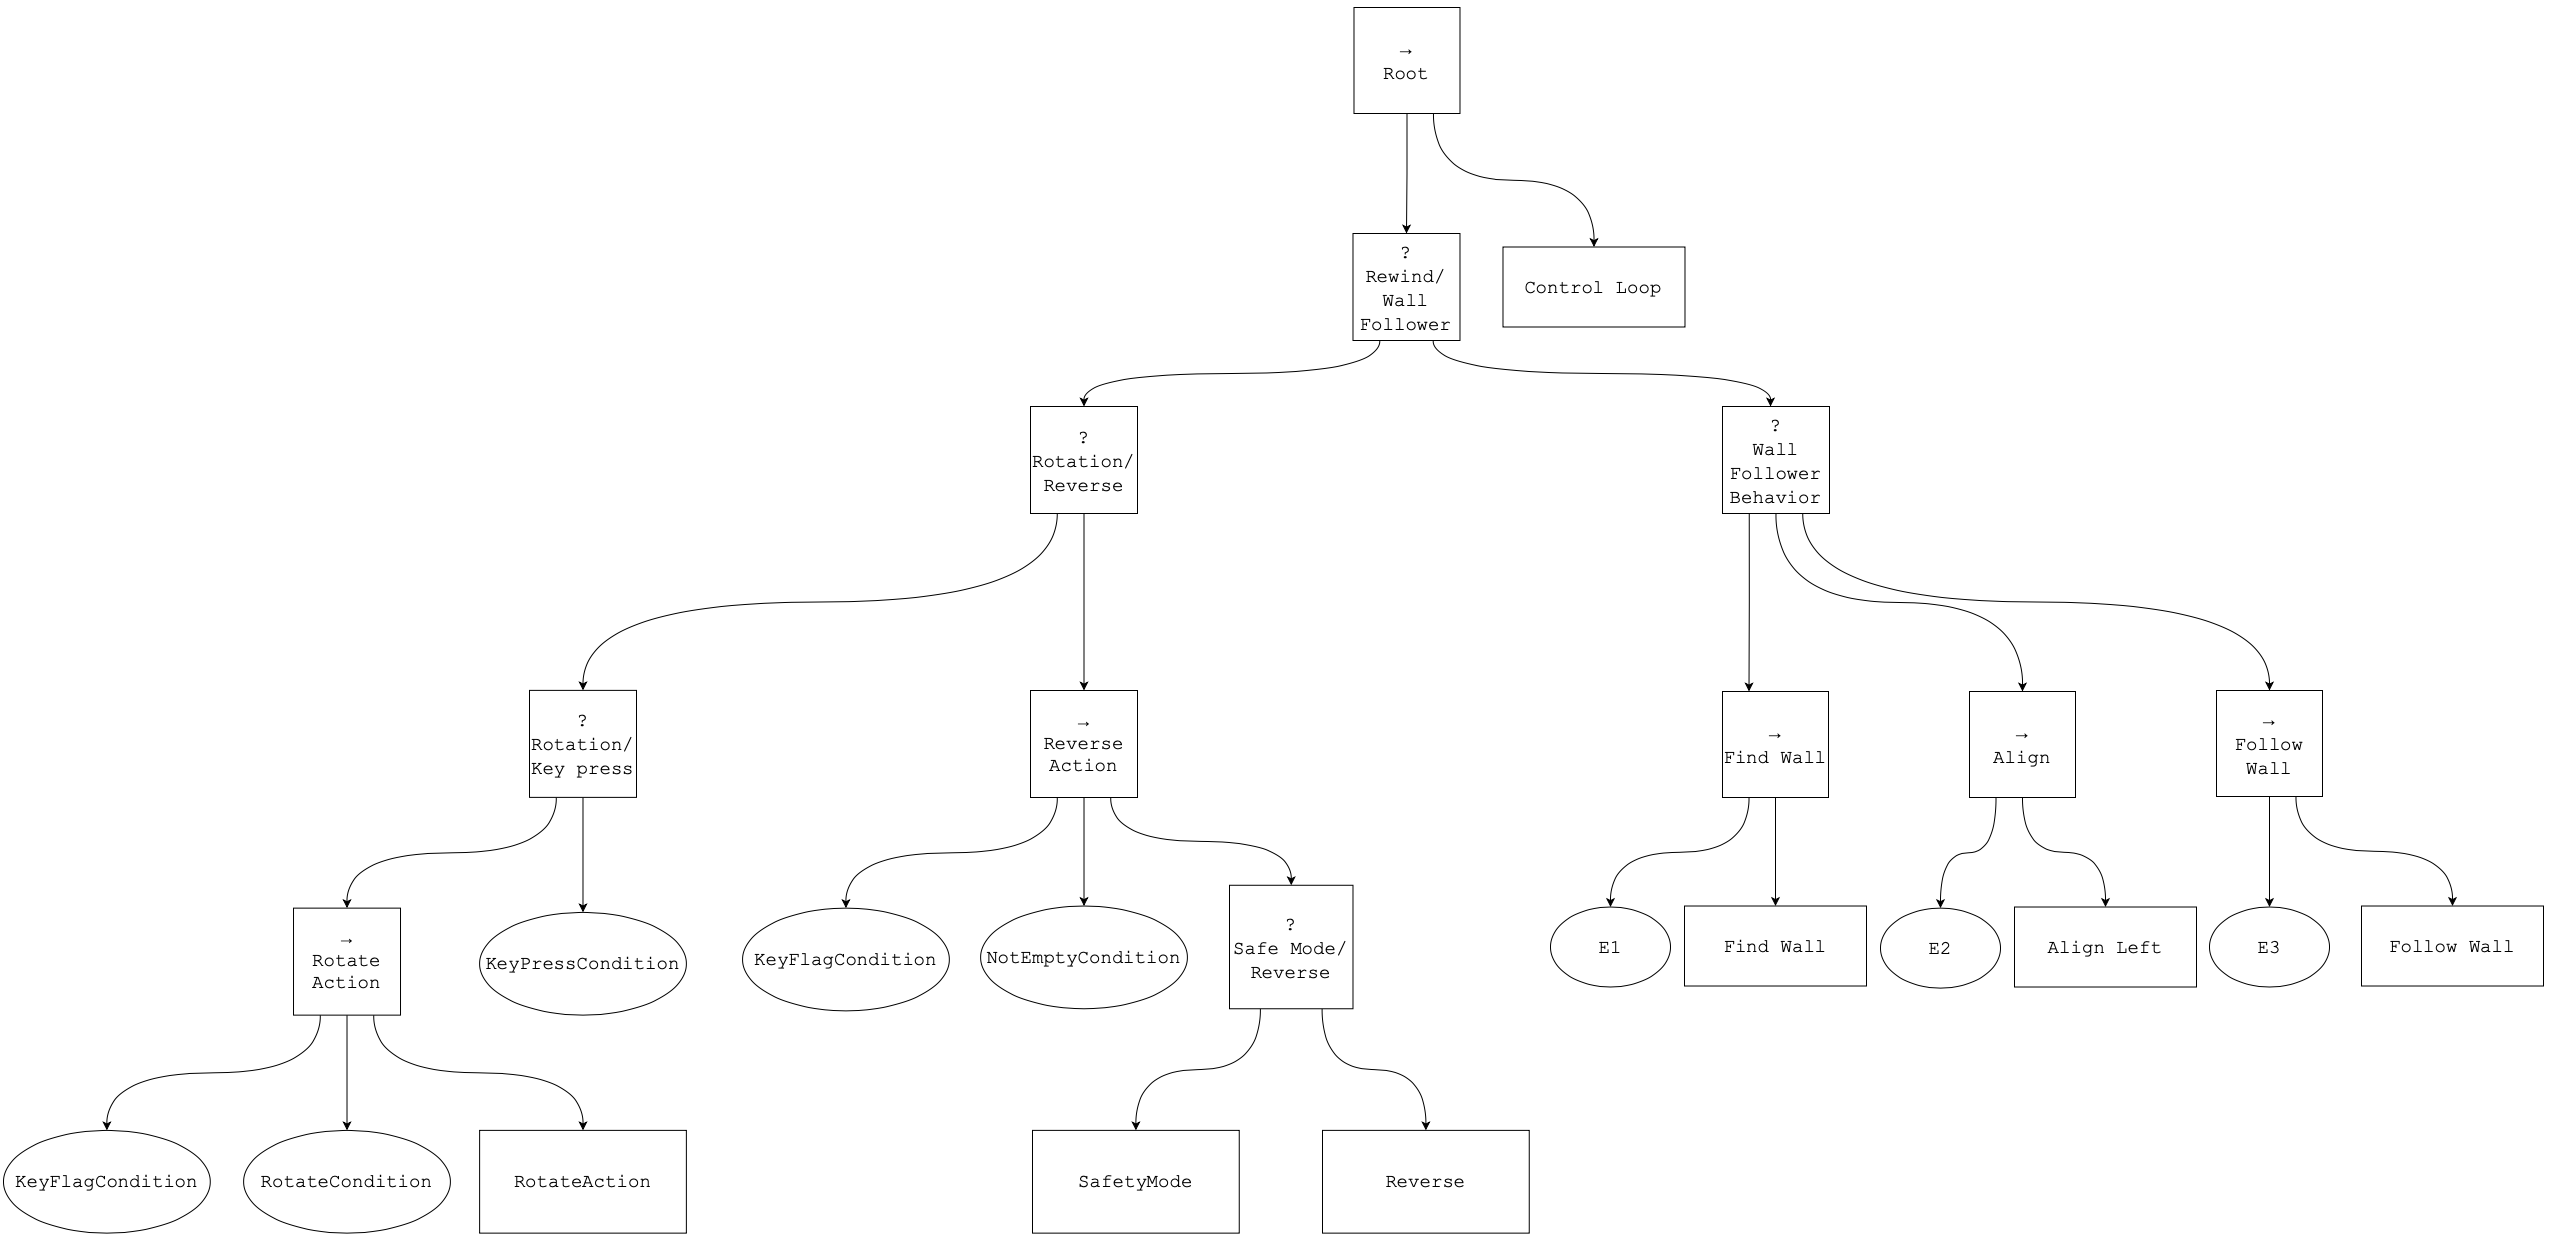 →
Root
?
Rewind/
Wall
Follower
Control Loop
?
Rotation/
Reverse
?
Wall
Follower
Behavior
?
Rotation/
Key press
→
Reverse
Action
→
Find Wall
→
Align
→
Follow
Wall
→
Rotate
Action
KeyPressCondition
KeyFlagCondition
NotEmptyCondition
?
Safe Mode/
Reverse
E1
Find Wall
E2
Align Left
E3
Follow Wall
KeyFlagCondition
RotateCondition
RotateAction
SafetyMode
Reverse